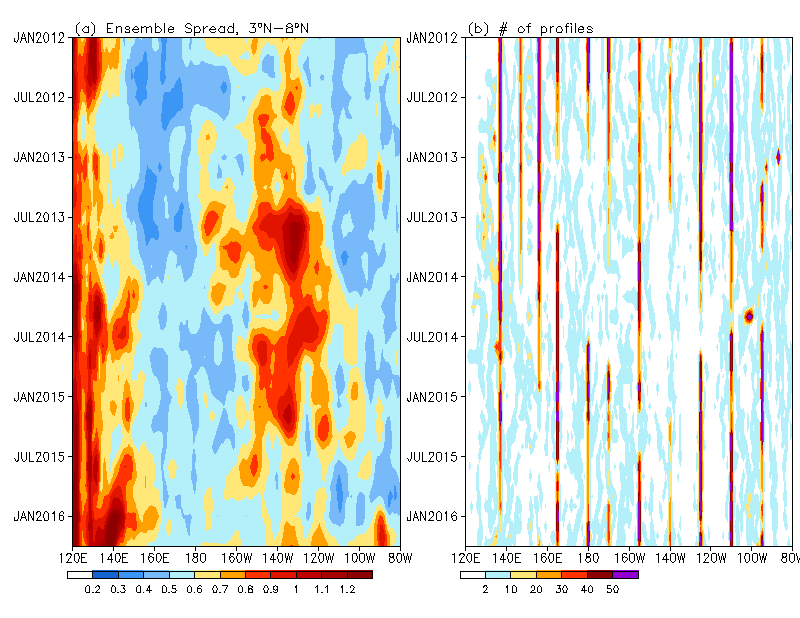 (a) Ensemble Spread, 3°N–8°N
JAN2012
JUL2012
JAN2013
JUL2013
JAN2014
JUL2014
JAN2015
JUL2015
JAN2016
120E 140E 160E 180 160W 140W 120W 100W 80W
0.2 0.3 0.4 0.5 0.6 0.7 0.8 0.9 1 1.1 1.2
(b) # of profiles
JAN2012
JUL2012
JAN2013
JUL2013
JAN2014
JUL2014
JAN2015
JUL2015
JAN2016
120E 140E 160E 180 160W 140W 120W 100W 80W
2 10 20 30 40 50